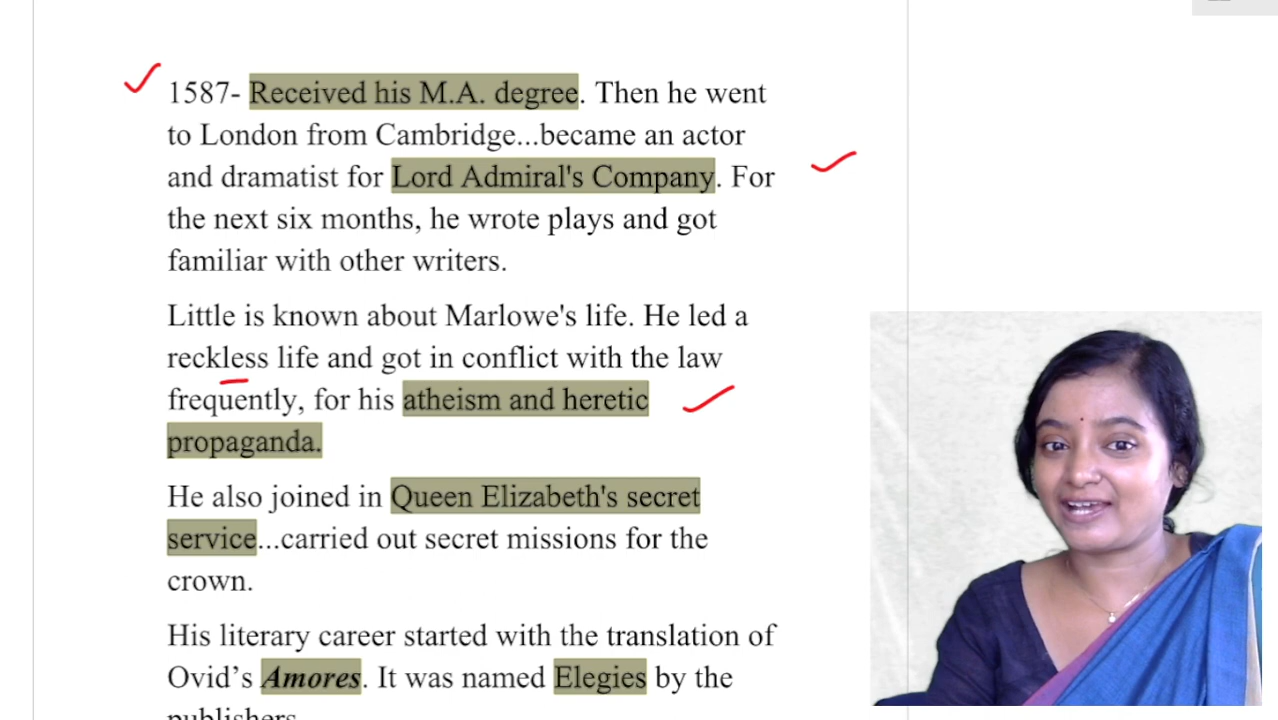 1587- Received his M.A. degree. Then he went
to London from Cambridge...became an actor
and dramatist for Lord Admiral's Company. For
the next six months, he wrote plays and got
familiar with other writers.
Little is known about Marlowe's life. He led a
reckless life and got in conflict with the law
frequently, for his atheism and heretic
propaganda.
He also joined in Queen Elizabeth's secret
service...carried out secret missions for the
crown.
His literary career started with the translation of
Ovid’s Amores. It was named Elegies by the
publishers.